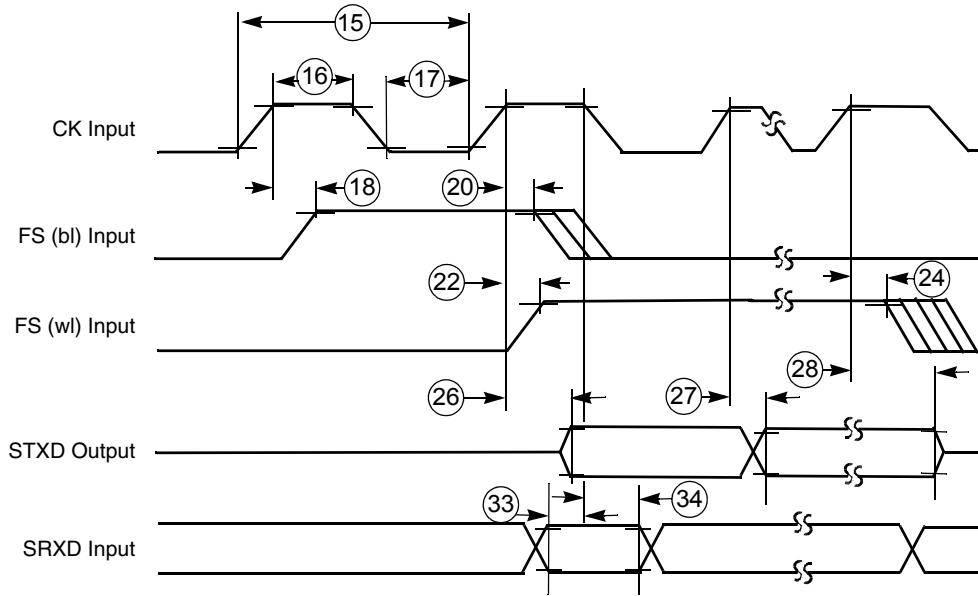 15
16
17
CK Input
18
20
FS (bl) Input
22
24
FS (wl) Input
26
27
28
STXD Output
33
34
SRXD Input